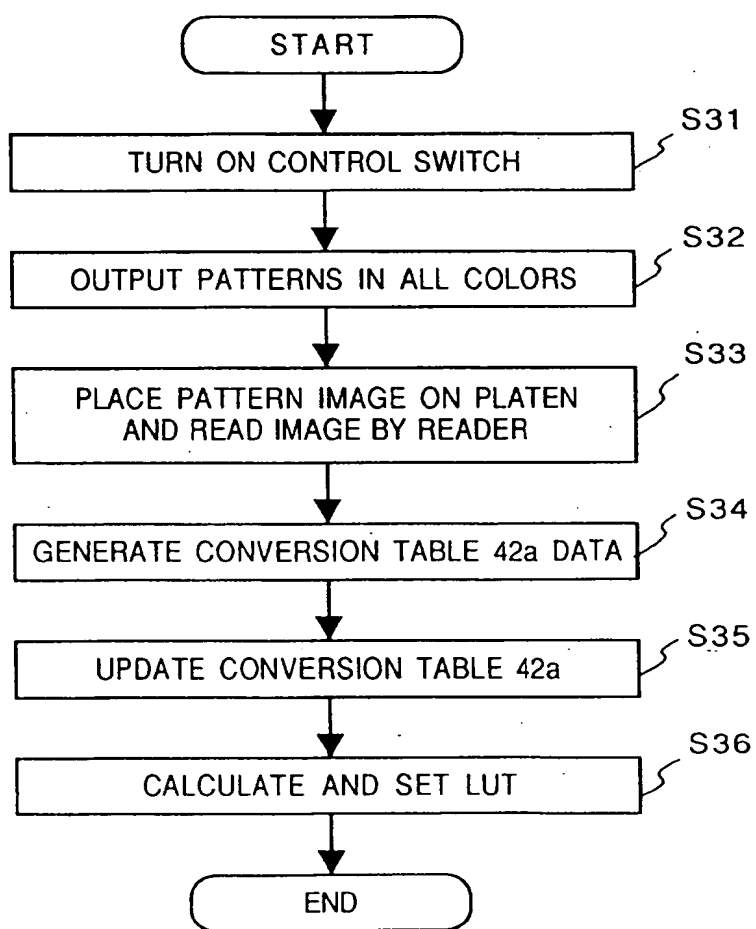 START
S31
TURN ON CONTROL SWITCH
S32
OUTPUT PATTERNS IN ALL COLORS
S33
PLACE PATTERN IMAGE ON PLATEN
AND READ IMAGE BY READER
S34
GENERATE CONVERSION TABLE 42a DATA
S35
UPDATE CONVERSION TABLE 42a
S36
CALCULATE AND SET LUT
END